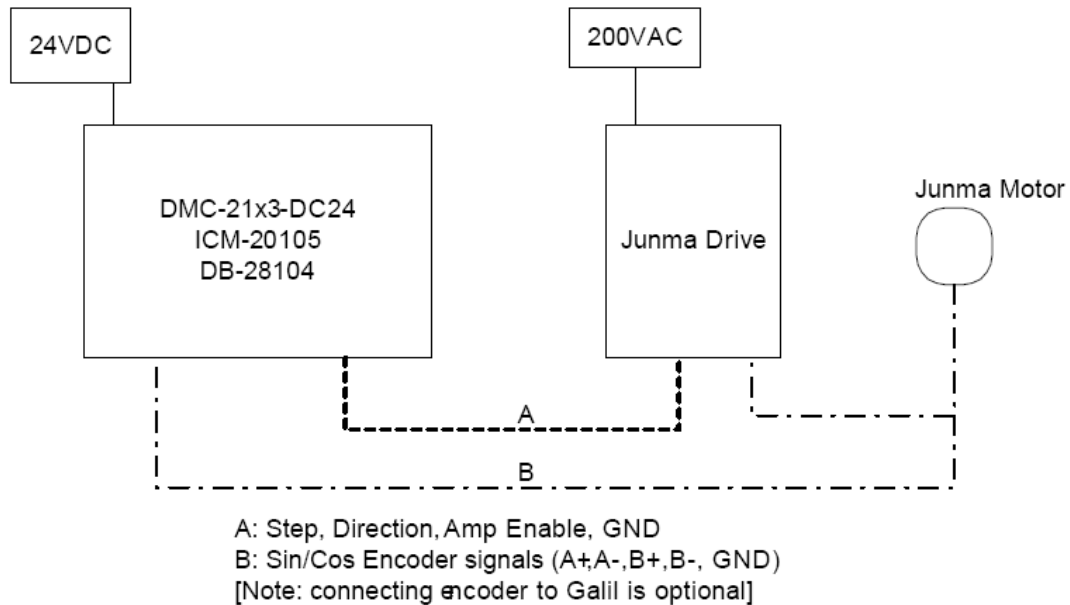 24VDC
200VAC
DMC-21x3-DC24
ICM-20105
DB-28104
Junma Drive
Junma Motor
A
B
A: Step, Direction, Amp Enable, GND
B: Sin/Cos Encoder signals (A+,A-,B+,B-, GND)
[Note: connecting encoder to Galil is optional]